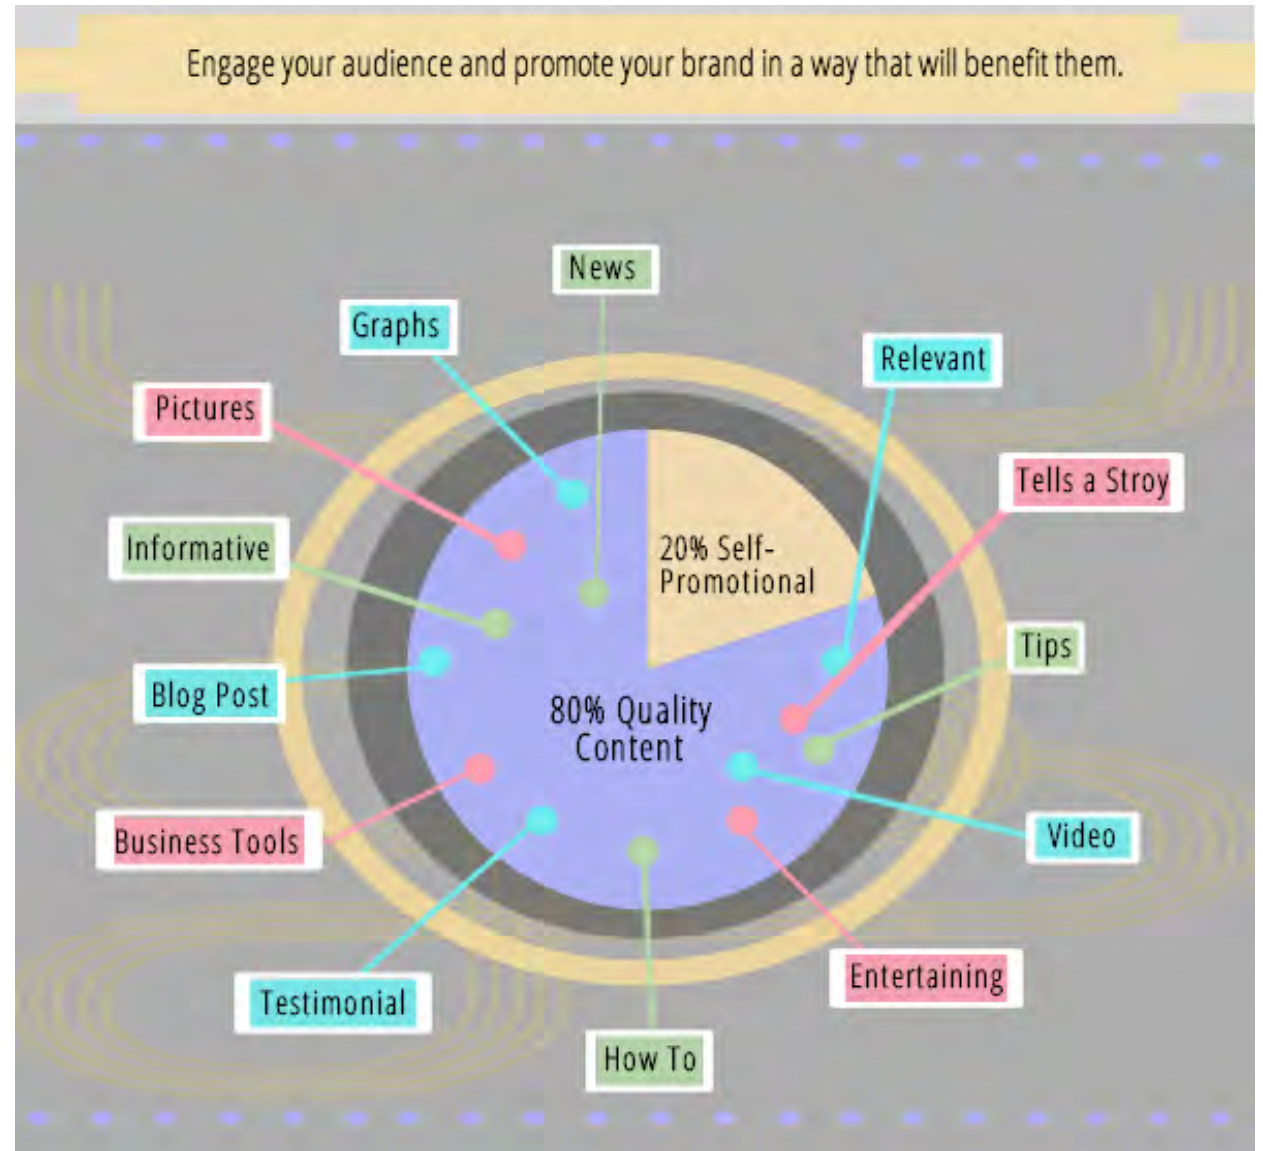 Engage your audience and promote your brand in a way that will benefit them.
News
Graphs
Relevant
Pictures
Tells a Stroy
Informative
20% Self-
Promotional
Tips
Blog Post
80% Quality
Content
Business Tools
Video
Testimonial
Entertaining
How To